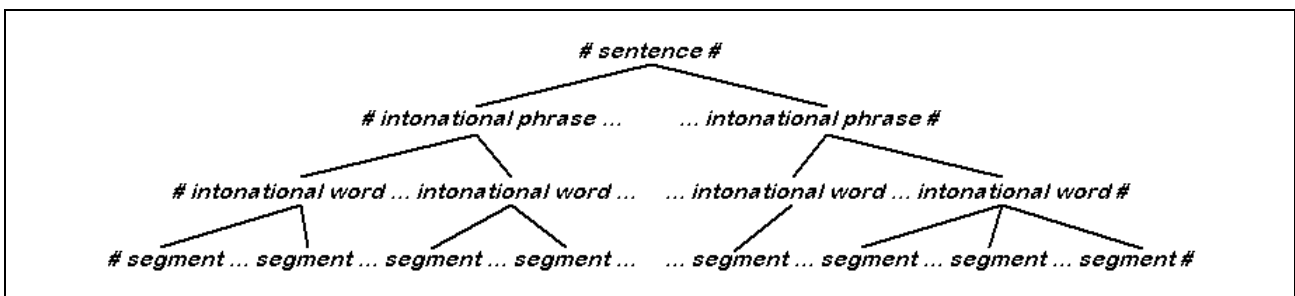 # sentence #
# intonational phrase ... ... intonational phrase #
# intonational word ... intonational word ... ... intonational word ... intonational word #
# segment ... segment ... segment ... segment ... ... segment ... segment ... segment ... segment #